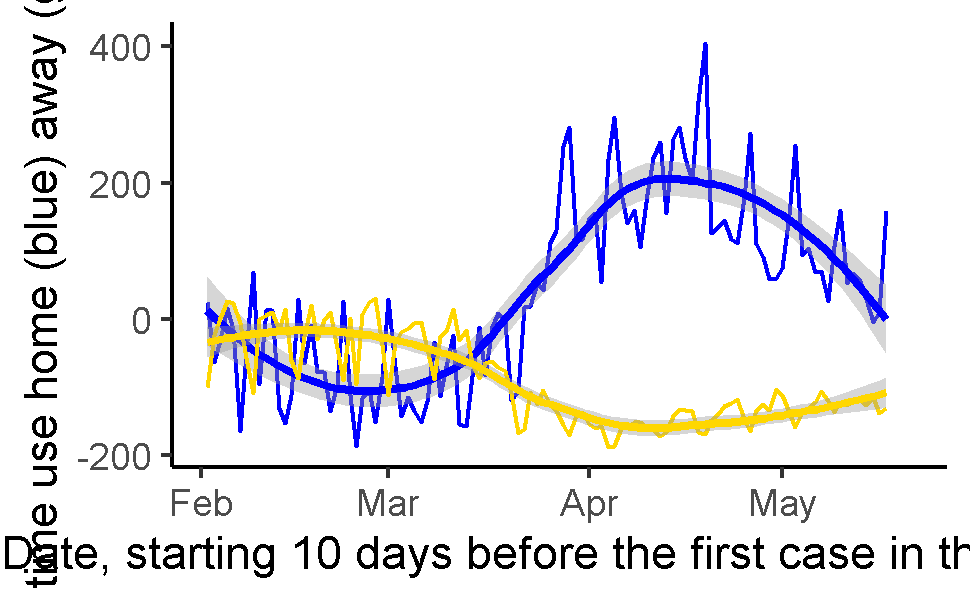 time use home (blue) away (
400
200
0
-200
Feb Mar Apr May
Date, starting 10 days before the first case in th